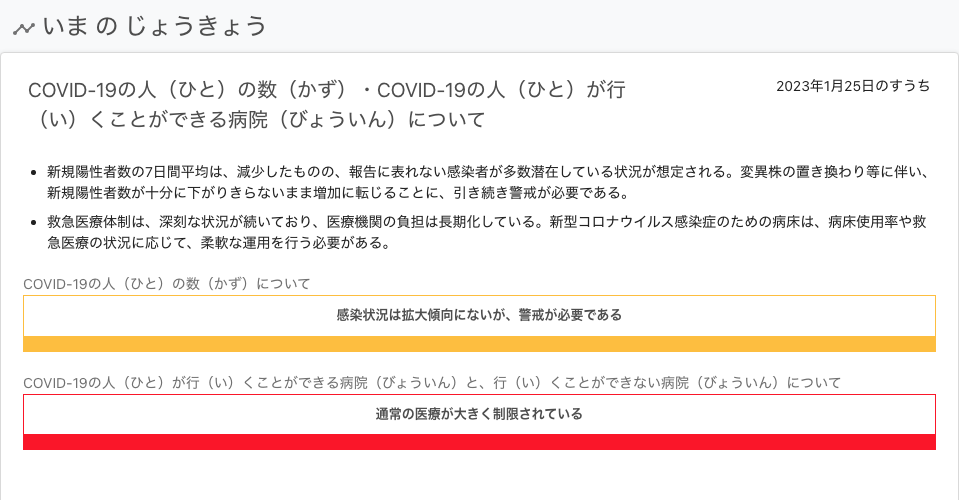 いま の じょうきょう
COVID-19の人（ひと）の数（かず）・COVID-19の人（ひと）が行
（い）くことができる病院（びょういん）について
2023年1月25日のすうち
• 新規陽性者数の7日間平均は、減少したものの、報告に表れない感染者が多数潜在している状況が想定される。変異株の置き換わり等に伴い、
新規陽性者数が十分に下がりきらないまま増加に転じることに、引き続き警戒が必要である。
• 救急医療体制は、深刻な状況が続いており、医療機関の負担は長期化している。新型コロナウイルス感染症のための病床は、病床使用率や救
急医療の状況に応じて、柔軟な運用を行う必要がある。
COVID-19の人（ひと）の数（かず）について
感染状況は拡大傾向にないが、警戒が必要である
COVID-19の人（ひと）が行（い）くことができる病院（びょういん）と、行（い）くことができない病院（びょういん）について
通常の医療が大きく制限されている